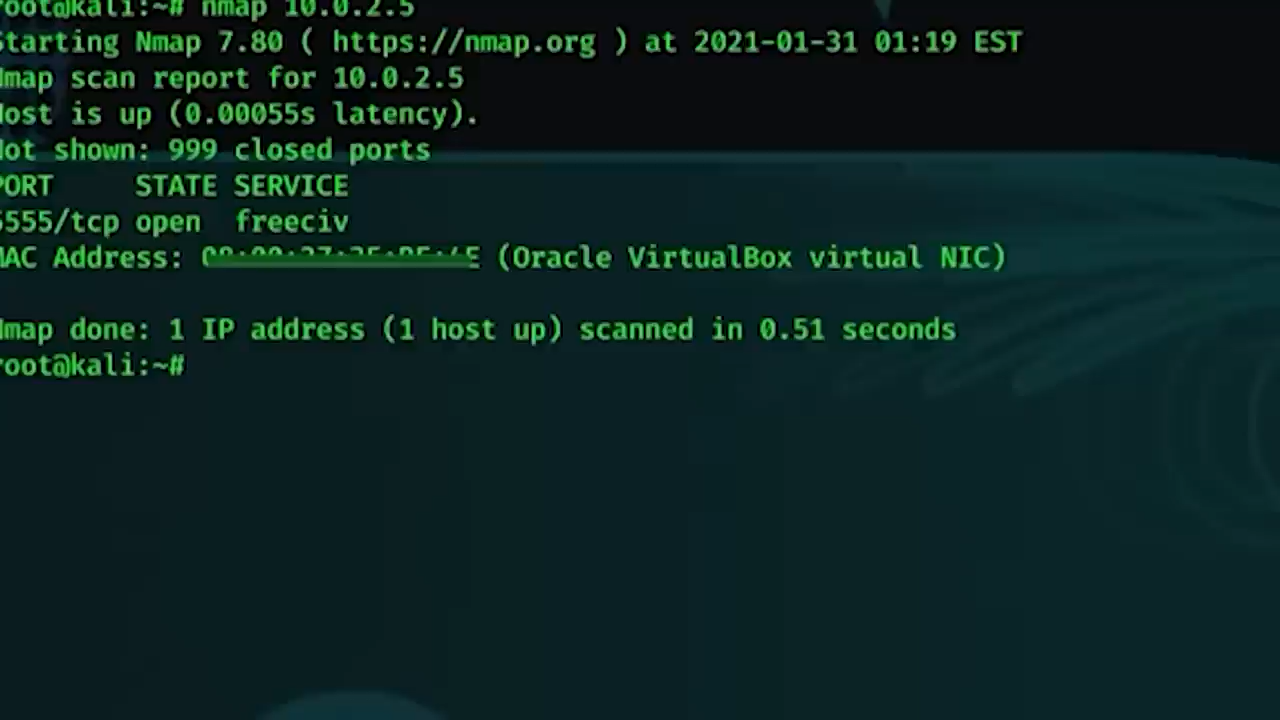 root@kali:~# nmap 10.0.2.5
Starting Nmap 7.80 ( https://nmap.org ) at 2021-01-31 01:19 EST
Nmap scan report for 10.0.2.5
Host is up (0.00055s latency).
Not shown: 999 closed ports
PORT     STATE SERVICE
5555/tcp open  freeciv
MAC Address: (Oracle VirtualBox virtual NIC)
Nmap done: 1 IP address (1 host up) scanned in 0.51 seconds
root@kali:~#